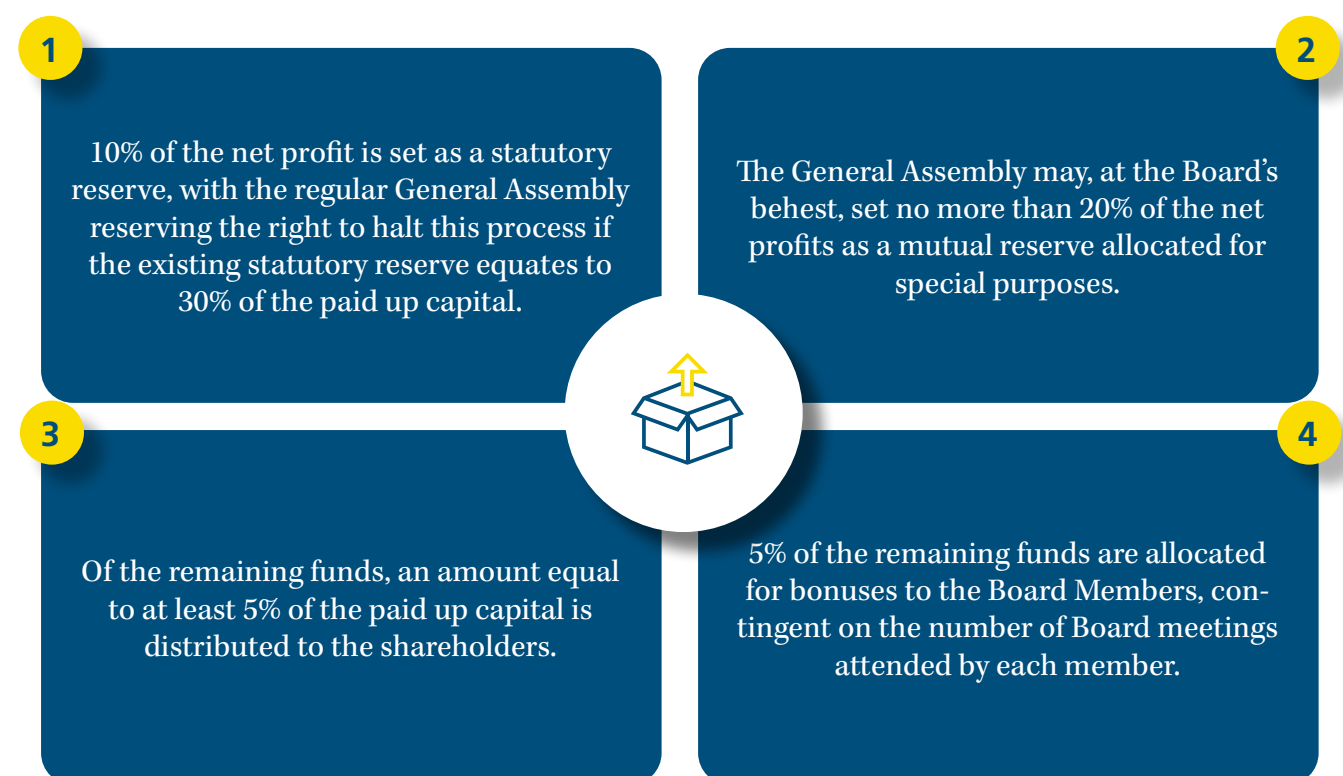 1
10% of the net profit is set as a statutory
reserve, with the regular General Assembly
reserving the right to halt this process if
the existing statutory reserve equates to
30% of the paid up capital.
2
The General Assembly may, at the Board’s
behest, set no more than 20% of the net
profits as a mutual reserve allocated for
special purposes.
3
Of the remaining funds, an amount equal
to at least 5% of the paid up capital is
distributed to the shareholders.
4
5% of the remaining funds are allocated
for bonuses to the Board Members, con-
tingent on the number of Board meetings
attended by each member.